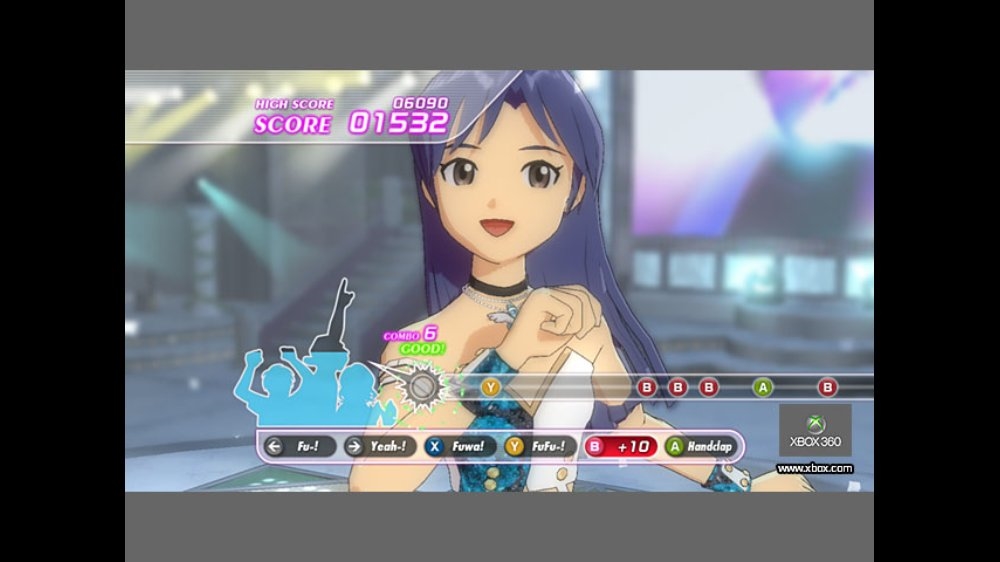 HIGH SCORE 06090
SCORE 01532
COMBO 6
GOOD!
Y B B B A B
Fu-! Yeah-! X Fuwa! Y FuFu-! B +10 A Handclap
XBOX 360
www.xbox.com